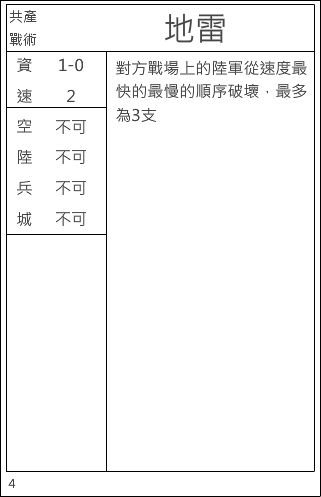 共產
戰術
地雷
資 1-0
速 2
空 不可
陸 不可
兵 不可
城 不可
對方戰場上的陸軍從速度最
快的最慢的順序破壞，最多
為3支
4